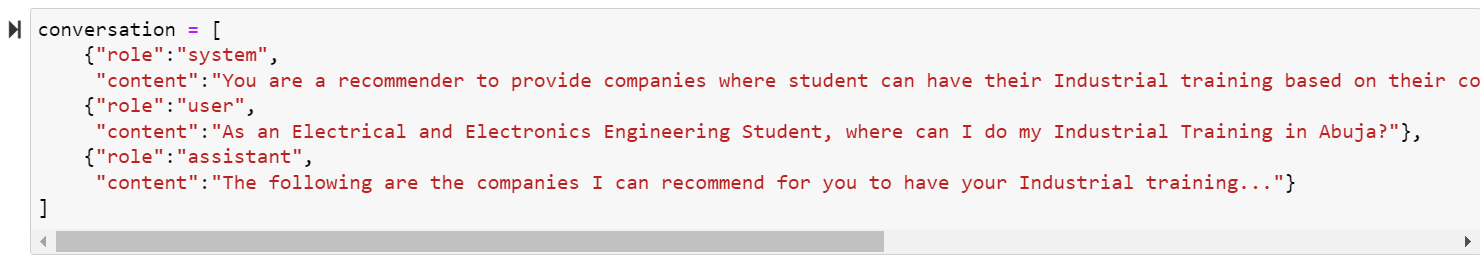 conversation = [
    {"role":"system",
     "content":"You are a recommender to provide companies where student can have their Industrial training based on their co
    {"role":"user",
     "content":"As an Electrical and Electronics Engineering Student, where can I do my Industrial Training in Abuja?"},
    {"role":"assistant",
     "content":"The following are the companies I can recommend for you to have your Industrial training..."}
]